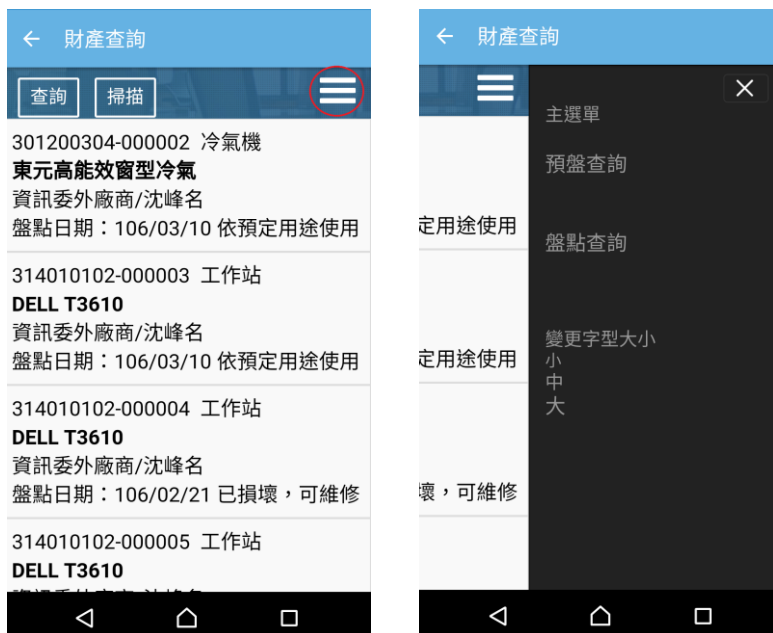 財產查詢
查詢 掃描
301200304-000002 冷氣機
東元高能效窗型冷氣
資訊委外廠商/沈峰名
盤點日期：106/03/10 依預定用途使用
314010102-000003 工作站
DELL T3610
資訊委外廠商/沈峰名
盤點日期：106/03/10 依預定用途使用
314010102-000004 工作站
DELL T3610
資訊委外廠商/沈峰名
盤點日期：106/02/21 已損壞，可維修
314010102-000005 工作站
DELL T3610
財產查詢
定用途使用
定用途使用
壞，可維修
主選單
預盤查詢
盤點查詢
變更字型大小
小
中
大